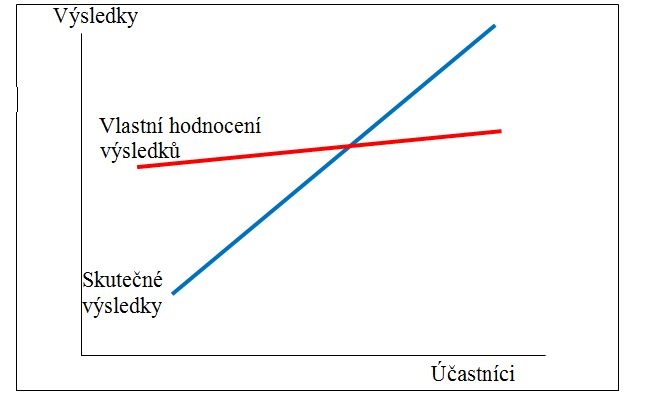 Výsledky
Vlastní hodnocení
výsledků
Skutečné
výsledky
Účastníci